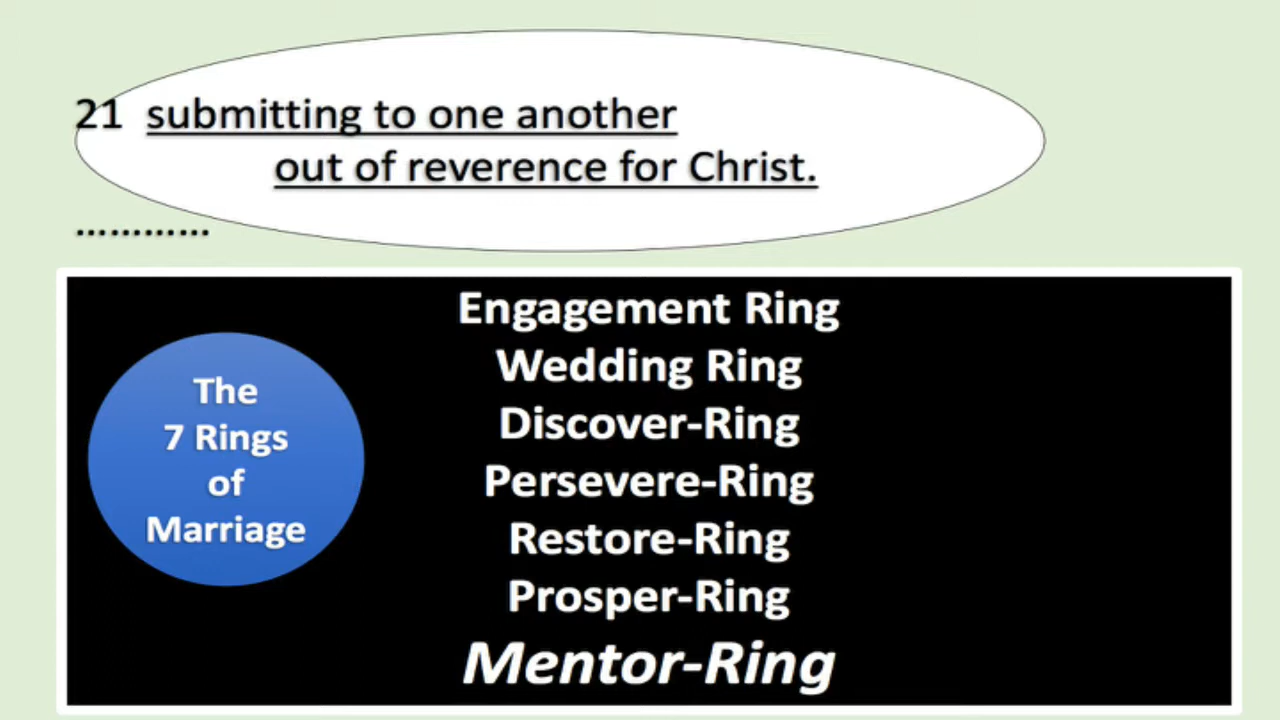 21 submitting to one another
out of reverence for Christ.
…………
The
7 Rings
of
Marriage
Engagement Ring
Wedding Ring
Discover-Ring
Persevere-Ring
Restore-Ring
Prosper-Ring
Mentor-Ring